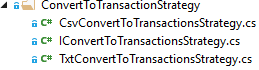 ConvertToTransactionStrategy
C# CsvConvertToTransactionsStrategy.cs
C# IConvertToTransactionsStrategy.cs
C# TxtConvertToTransactionsStrategy.cs